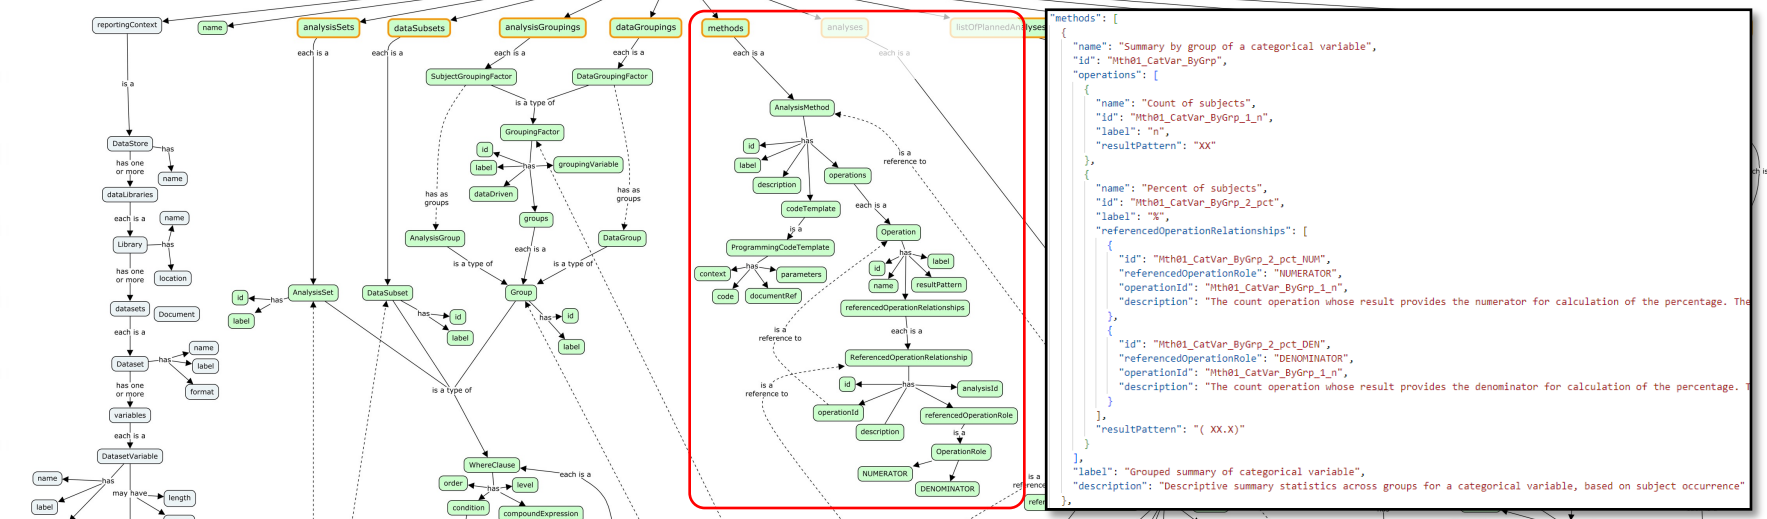 reportingContext
name
analysisSets
dataSubsets
analysisGroupings
dataGroupings
methods
analyses
listOfPlannedAnalyses
each is a
each is a
each is a
each is a
each is a
each is a
SubjectGroupingFactor
DataGroupingFactor
is a
is a type of
GroupingFactor
id
label
has
groupingVariable
dataDriven
has as
groups
has as
groups
groups
AnalysisGroup
DataGroup
each is a
is a type of
is a type of
DataStore
has
has one
or more
name
dataLibraries
each is a
name
Library
has
has one
or more
location
datasets
Document
each is a
name
Dataset
has
label
has one
or more
format
variables
each is a
DatasetVariable
name
has
may have
length
label
AnalysisSet
id
has
label
DataSubset
has
id
label
Group
has
id
label
is a type of
WhereClause
each is a
order
has
level
condition
compoundExpression
AnalysisMethod
id
has
label
description
operations
is a
reference to
codeTemplate
each is a
is a
Operation
ProgrammingCodeTemplate
has
label
context
has
parameters
id
name
resultPattern
code
documentRef
referencedOperationRelationships
is a
reference to
each is a
ReferencedOperationRelationship
is a
reference to
id
has
analysisId
operationId
referencedOperationRole
description
is a
OperationRole
NUMERATOR
DENOMINATOR
is a
reference
refer
"methods": [
{
"name": "Summary by group of a categorical variable",
"id": "Mth01_CatVar_ByGrp",
"operations": [
{
"name": "Count of subjects",
"id": "Mth01_CatVar_ByGrp_1_n",
"label": "n",
"resultPattern": "XX"
},
{
"name": "Percent of subjects",
"id": "Mth01_CatVar_ByGrp_2_pct",
"label": "%",
"referencedOperationRelationships": [
{
"id": "Mth01_CatVar_ByGrp_2_pct_NUM",
"referencedOperationRole": "NUMERATOR",
"operationId": "Mth01_CatVar_ByGrp_1_n",
"description": "The count operation whose result provides the numerator for calculation of the percentage. The
},
{
"id": "Mth01_CatVar_ByGrp_2_pct_DEN",
"referencedOperationRole": "DENOMINATOR",
"operationId": "Mth01_CatVar_ByGrp_1_n",
"description": "The count operation whose result provides the denominator for calculation of the percentage. T
}
],
"resultPattern": "( XX.X)"
}
],
"label": "Grouped summary of categorical variable",
"description": "Descriptive summary statistics across groups for a categorical variable, based on subject occurrence"
},
ch is